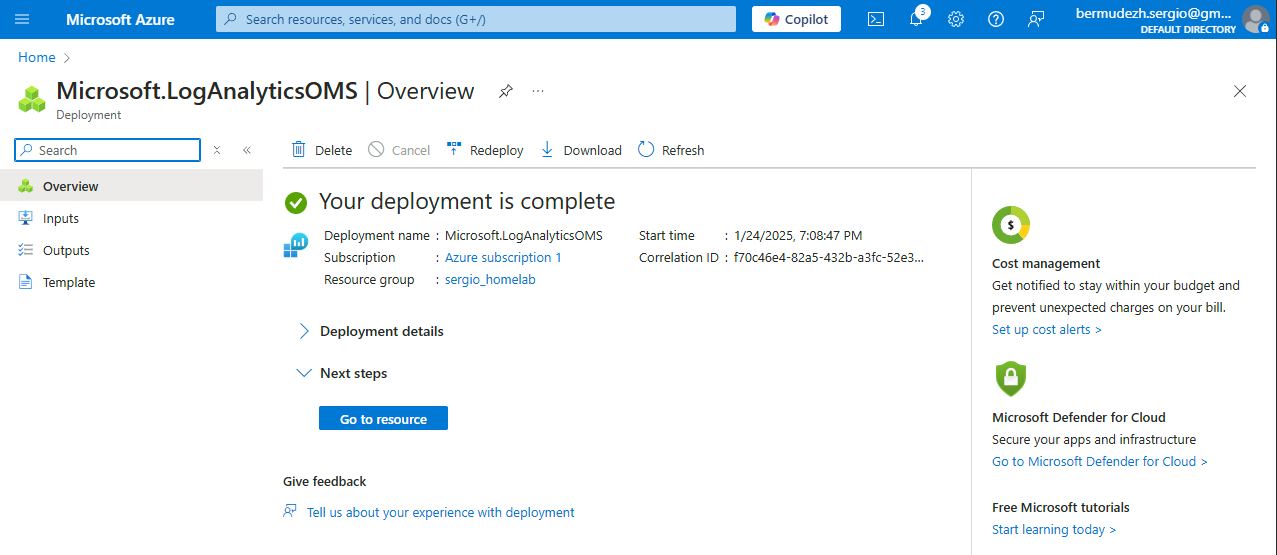 Microsoft Azure
Search resources, services, and docs (G+/)
Copilot
3
bermudezh.sergio@gm...
DEFAULT DIRECTORY
Home >
Microsoft.LogAnalyticsOMS | Overview
Deployment
Search
Overview
Inputs
Outputs
Template
Delete
Cancel
Redeploy
Download
Refresh
Your deployment is complete
Deployment name : Microsoft.LogAnalyticsOMS
Subscription : Azure subscription 1
Resource group : sergio_homelab
Start time : 1/24/2025, 7:08:47 PM
Correlation ID : f70c46e4-82a5-432b-a3fc-52e3...
Deployment details
Next steps
Go to resource
Give feedback
Tell us about your experience with deployment
$
Cost management
Get notified to stay within your budget and
prevent unexpected charges on your bill.
Set up cost alerts >
Microsoft Defender for Cloud
Secure your apps and infrastructure
Go to Microsoft Defender for Cloud >
Free Microsoft tutorials
Start learning today >